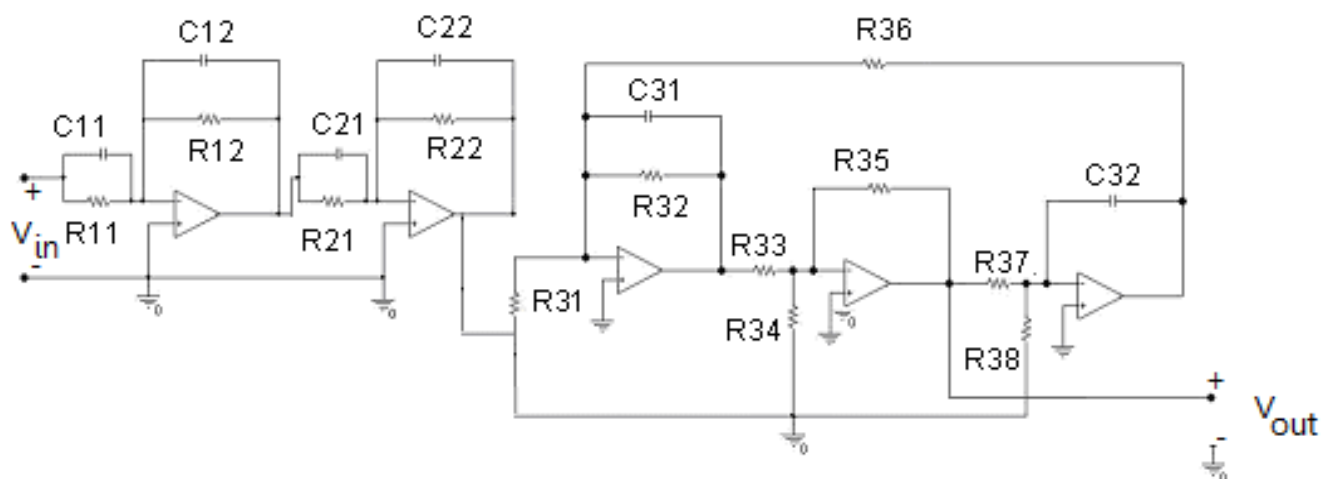 R36
C12
C22
C31
C11
R12
C21
R22
R35
C32
R32
+
V in
-
R11
R21
R33
R37
0
0
R31
R34
0
R38
+
V out
-
0
0